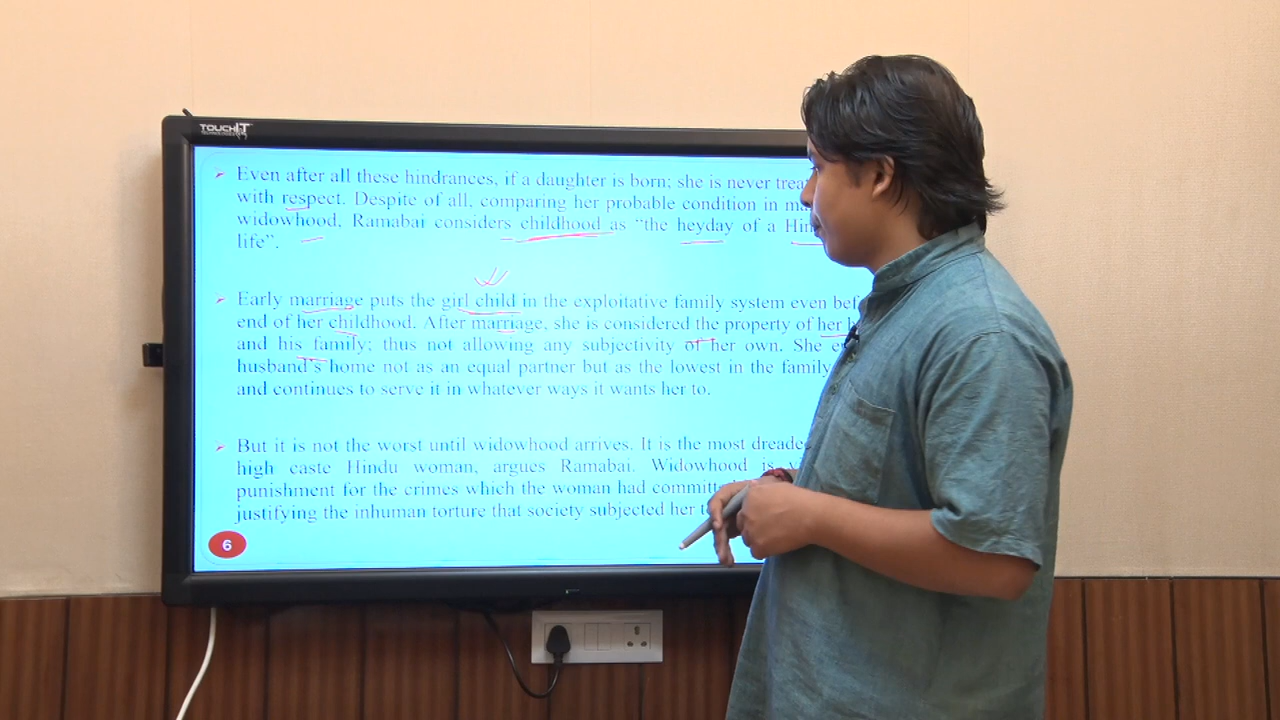 TOUCHIT
Even after all these hindrances, if a daughter is born; she is never
with respect. Despite of all, comparing her probable condition in
widowhood, Ramabai considers childhood as “the heyday of a
life”.
Early marriage puts the girl child in the exploitative family system even
end of her childhood. After marriage, she is considered the property of her
and his family; thus not allowing any subjectivity of her own. She
husband's home not as an equal partner but as the lowest in the family
and continues to serve it in whatever ways it wants her to.
But it is not the worst until widowhood arrives. It is the most
high caste Hindu woman, argues Ramabai. Widowhood is
punishment for the crimes which the woman had
justifying the inhuman torture that society subjected her
6